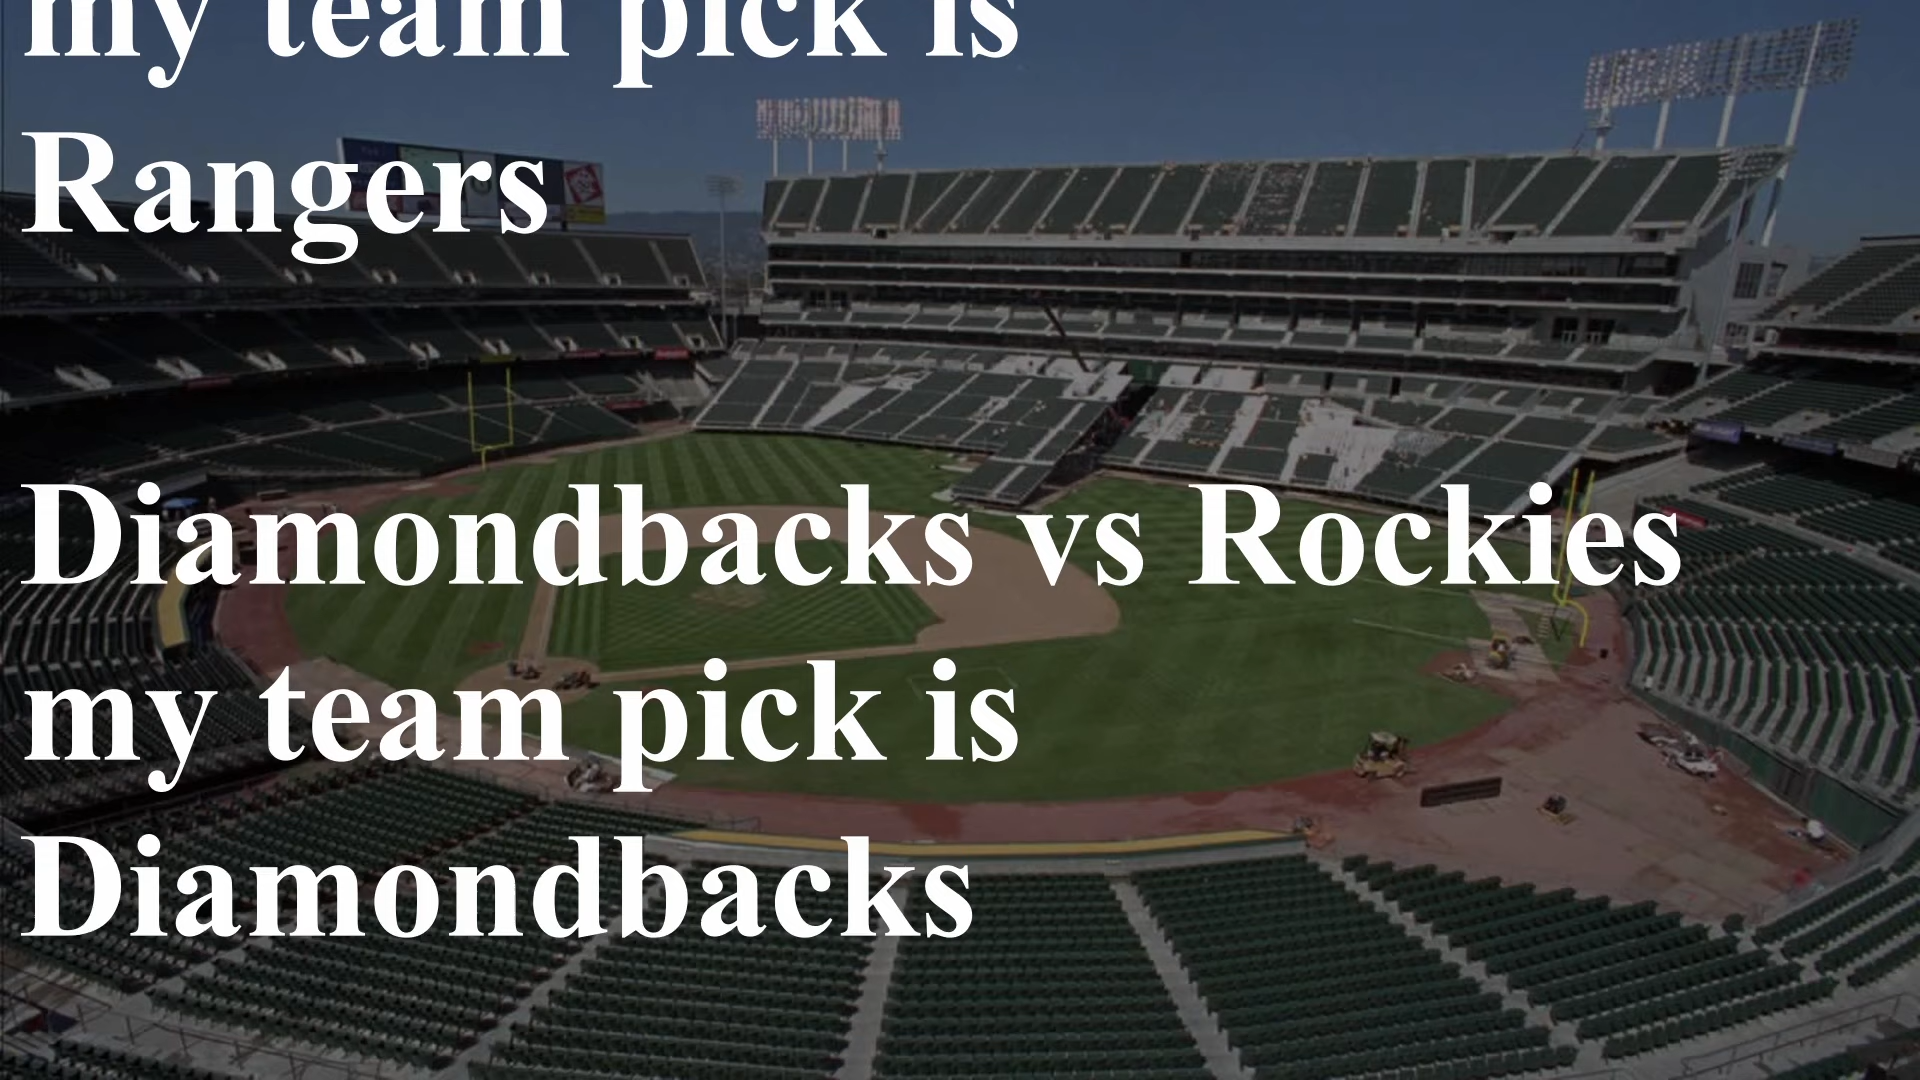 my team pick is
Rangers
Diamondbacks vs Rockies
my team pick is
Diamondbacks